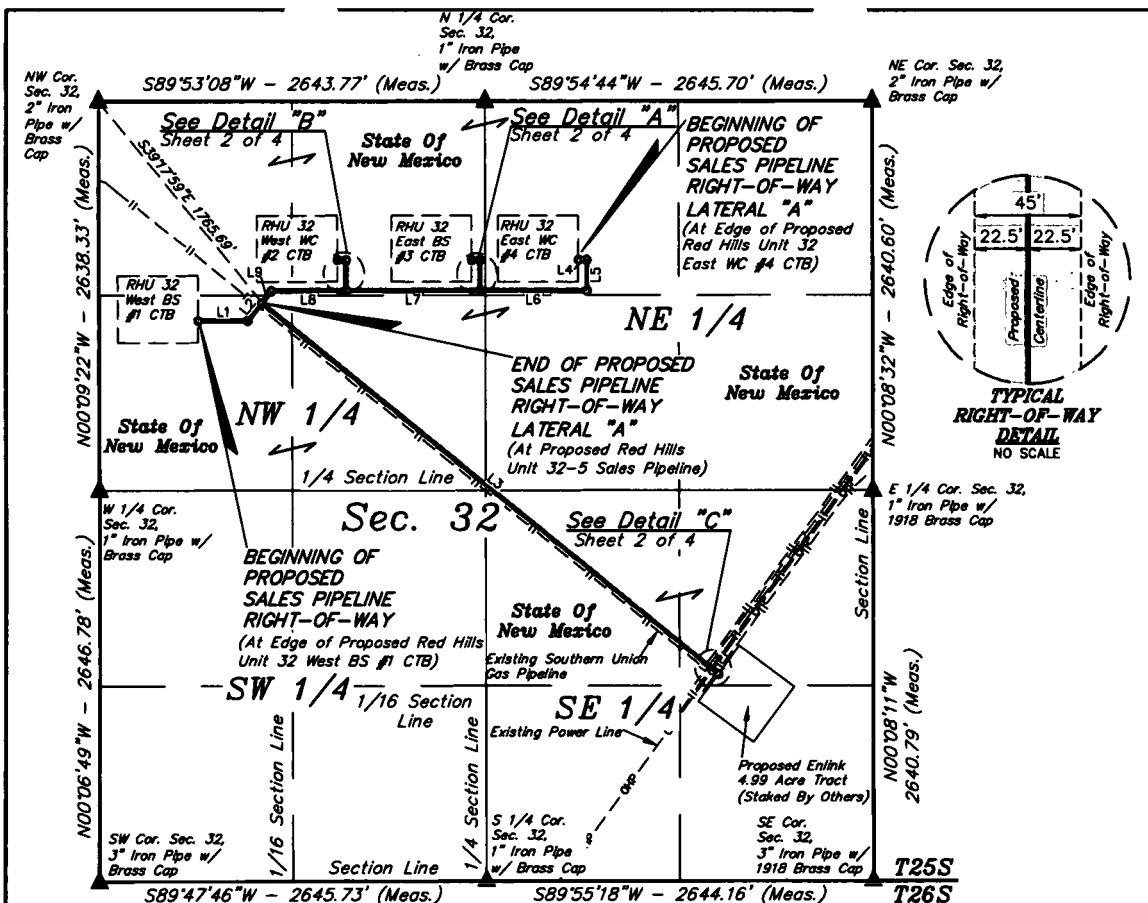 N 1/4 Cor.
Sec. 32,
1" Iron Pipe
w/ Brass Cap
NW Cor.
Sec. 32,
2" Iron
Pipe w/
Brass
Cap
S89°53'08"W - 2643.77' (Meas.)
S89°54'44"W - 2645.70' (Meas.)
NE Cor. Sec. 32,
2" Iron Pipe w/
Brass Cap
See Detail "B"
Sheet 2 of 4
State Of
New Mexico
See Detail "A"
Sheet 2 of 4
BEGINNING OF
PROPOSED
SALES PIPELINE
RIGHT-OF-WAY
LATERAL "A"
(At Edge of Proposed
Red Hills Unit 32
East WC #4 CTB)
S39°17'59"E 1765.69'
N00°09'22"W - 2638.33' (Meas.)
N00°08'32"W - 2640.60' (Meas.)
RHU 32
West WC
#2 CTB
RHU 32
East BS
#3 CTB
RHU 32
East WC
#4 CTB
L4
L5
RHU 32
West BS
#1 CTB
L1
L2
L9
L8
L7
L6
45'
22.5'
22.5'
Edge of
Right-of-Way
Proposed
Centerline
Edge of
Right-of-Way
TYPICAL
RIGHT-OF-WAY
DETAIL
NO SCALE
NE 1/4
State Of
New Mexico
END OF PROPOSED
SALES PIPELINE
RIGHT-OF-WAY
LATERAL "A"
(At Proposed Red Hills
Unit 32-5 Sales Pipeline)
NW 1/4
State Of
New Mexico
1/4 Section Line
L3
Sec. 32
W 1/4 Cor.
Sec. 32,
1" Iron Pipe w/
Brass Cap
E 1/4 Cor. Sec. 32,
1" Iron Pipe w/
1918 Brass Cap
See Detail "C"
Sheet 2 of 4
Section Line
BEGINNING OF
PROPOSED
SALES PIPELINE
RIGHT-OF-WAY
(At Edge of Proposed Red Hills
Unit 32 West BS #1 CTB)
State Of
New Mexico
Existing Southern Union
Gas Pipeline
N00°06'49"W - 2646.78' (Meas.)
N00°08'11"W
2640.79' (Meas.)
SW 1/4
1/16 Section
Line
SE 1/4
Existing Power Line
OHP
Proposed Enlink
4.99 Acre Tract
(Staked By Others)
1/16 Section Line
1/4 Section Line
SW Cor. Sec. 32,
3" Iron Pipe w/
Brass Cap
Section Line
S 1/4 Cor.
Sec. 32,
1" Iron Pipe
w/ Brass Cap
SE Cor.
Sec. 32,
3" Iron Pipe w/
1918 Brass Cap
T25S
T26S
S89°47'46"W - 2645.73' (Meas.)
S89°55'18"W - 2644.16' (Meas.)